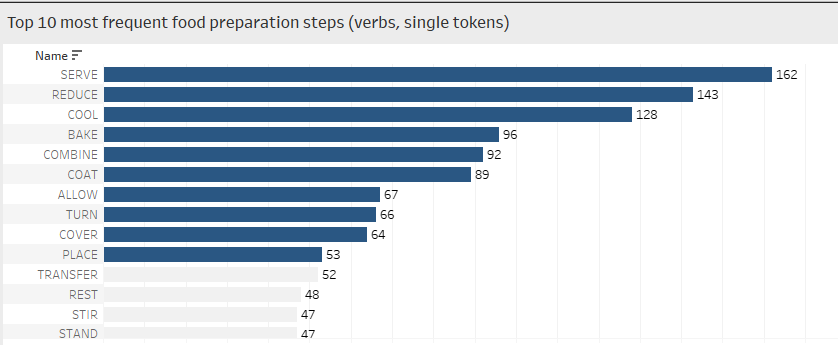 Top 10 most frequent food preparation steps (verbs, single tokens)
Name
SERVE 162
REDUCE 143
COOL 128
BAKE 96
COMBINE 92
COAT 89
ALLOW 67
TURN 66
COVER 64
PLACE 53
TRANSFER 52
REST 48
STIR 47
STAND 47